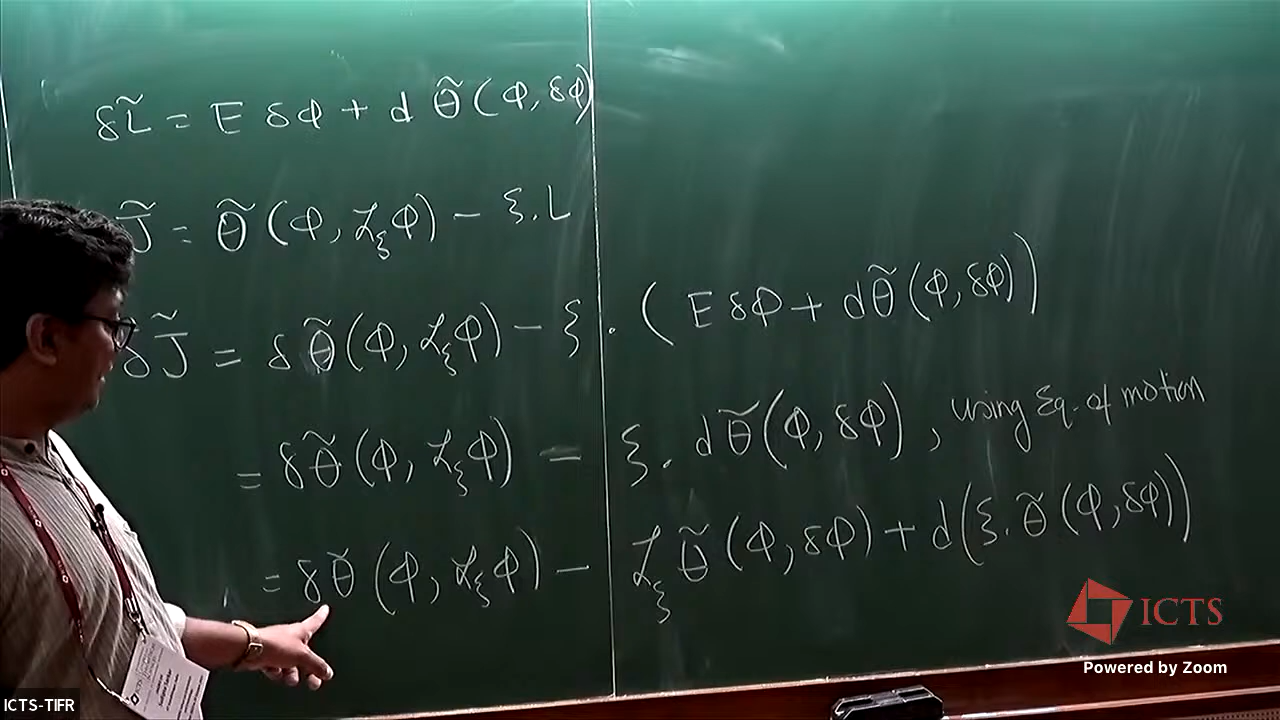 δL̃ = E δΦ + d θ̃(Φ, δΦ)
J̃ = θ̃(Φ, ℒ_ξ Φ) − ξ.L
δJ̃ = δθ̃(Φ, ℒ_ξ Φ) − ξ . (E δΦ + dθ̃(Φ, δΦ))
= δθ̃(Φ, ℒ_ξ Φ) − ξ . dθ̃(Φ, δΦ) , using Eq. of motion
= δθ̃(Φ, ℒ_ξ Φ) − ℒ_ξ θ̃(Φ, δΦ) + d(ξ.θ̃(Φ, δΦ))
ICTS
Powered by Zoom
ICTS-TIFR